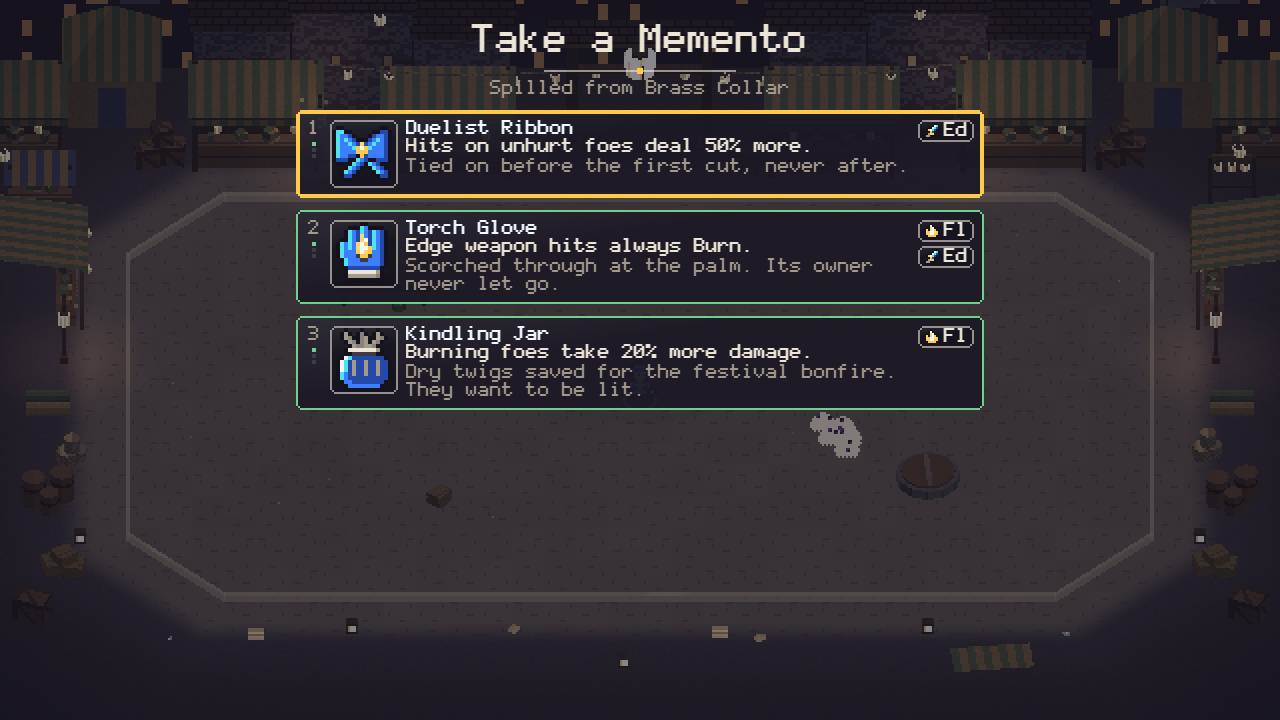 Take a Memento
Spilled from Brass Collar
1
Duelist Ribbon
Ed
Hits on unhurt foes deal 50% more.
Tied on before the first cut, never after.
2
Torch Glove
Fl
Edge weapon hits always Burn.
Ed
Scorched through at the palm. Its owner
never let go.
3
Kindling Jar
Fl
Burning foes take 20% more damage.
Dry twigs saved for the festival bonfire.
They want to be lit.